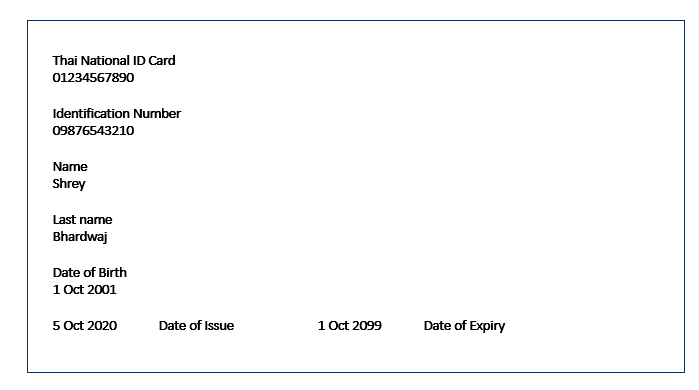 Thai National ID Card
01234567890
Identification Number
09876543210
Name
Shrey
Last name
Bhardwaj
Date of Birth
1 Oct 2001
5 Oct 2020 Date of Issue 1 Oct 2099 Date of Expiry